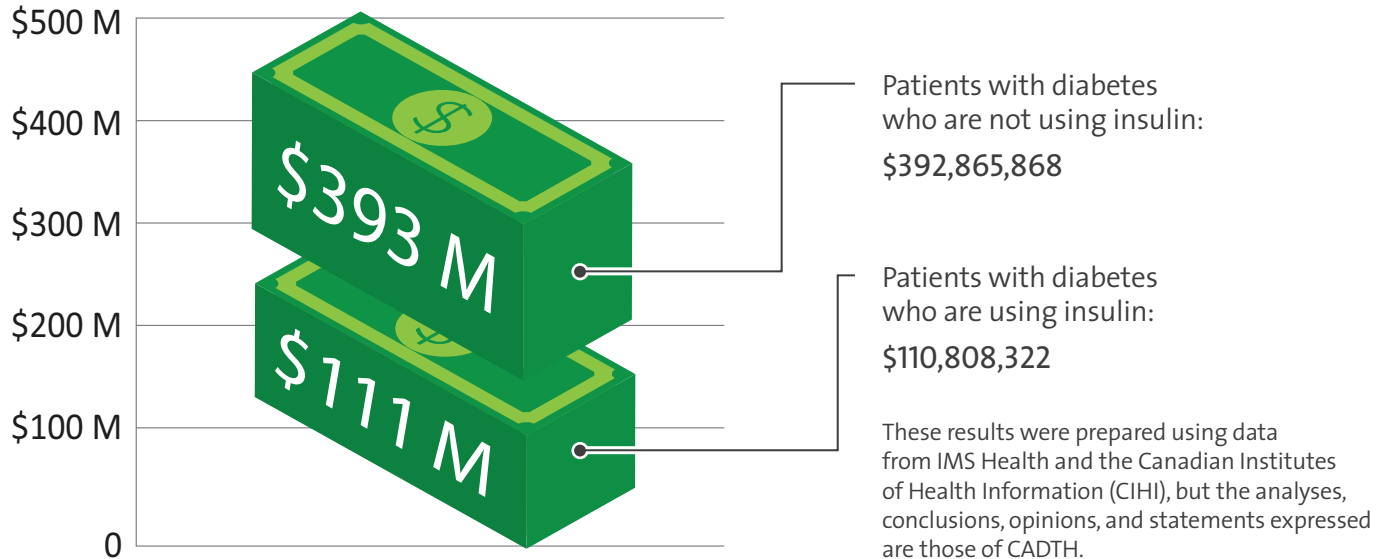 $500 M
$400 M
$300 M
$200 M
$100 M
0
$393 M
$111 M
Patients with diabetes
who are not using insulin:
$392,865,868
Patients with diabetes
who are using insulin:
$110,808,322
These results were prepared using data
from IMS Health and the Canadian Institutes
of Health Information (CIHI), but the analyses,
conclusions, opinions, and statements expressed
are those of CADTH.